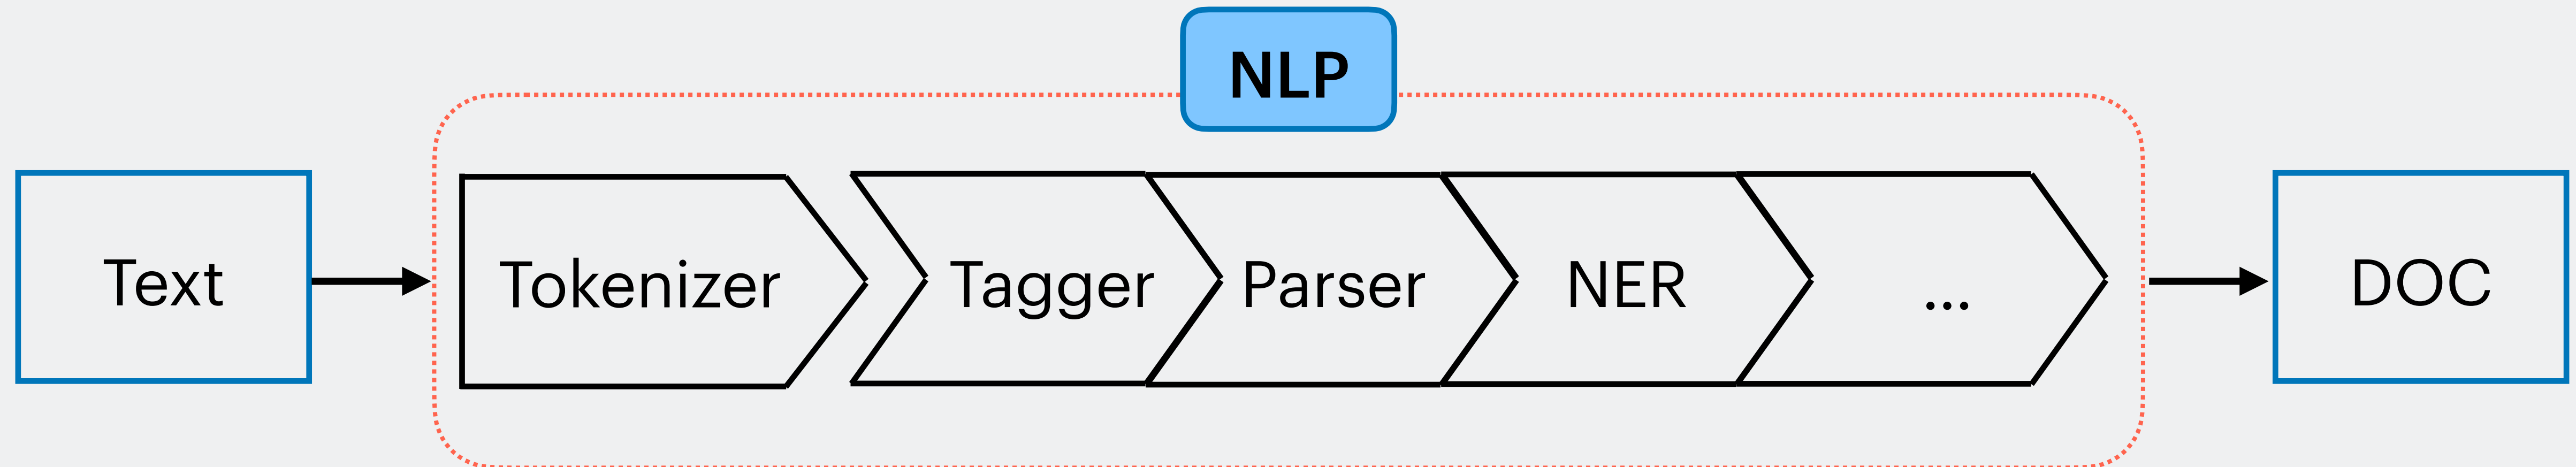 NLP
Text
Tokenizer
Tagger
Parser
NER
...
DOC